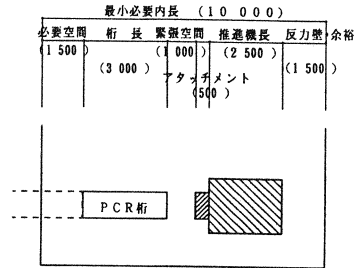 最小必要内長 (10 000)
必要空間 桁長 緊張空間 推進機長 反力壁・余裕
(1 500) (1 000) (2 500)
(3 000) (1 500)
アタッチメント
(500)
PCR桁